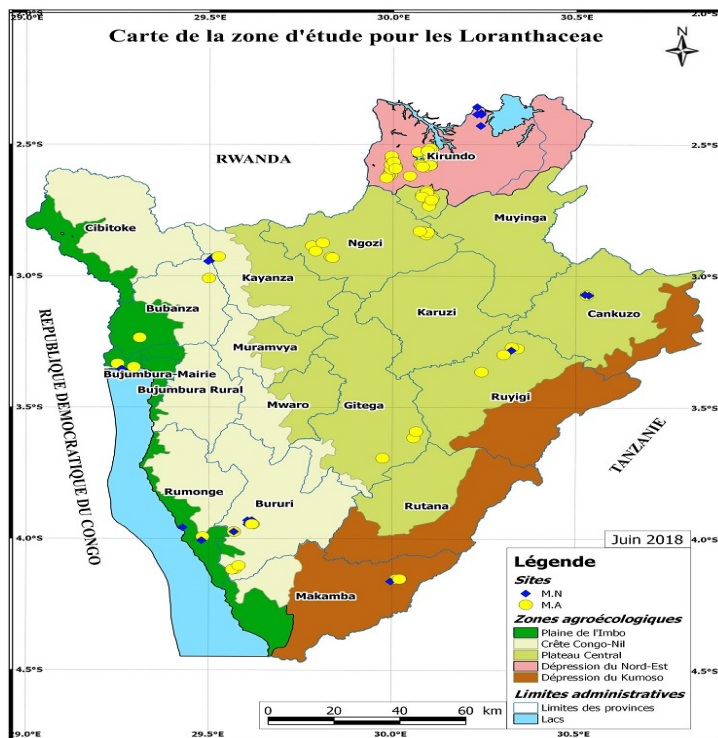 29.0°E 29.5°E 30.0°E 30.5°E 2.0°S
Carte de la zone d'étude pour les Loranthaceae
N
2.5°S 2.5°S
RWANDA
Kirundo
Muyinga
Cibitoke
Ngozi
3.0°S 3.0°S
Kayanza
Bubanza
Karuzi
Cankuzo
Muramvya
REPUBLIQUE DEMOCRATIQUE DU CONGO
Bujumbura-Mairie
Bujumbura Rural
Mwaro
Gitega
Ruyigi
3.5°S 3.5°S
TANZANIE
Rumonge
Bururi
Rutana
4.0°S 4.0°S
Juin 2018
Makamba
Légende
Sites
M.N
M.A
Zones agroécologiques
Plaine de l'Imbo
Crête Congo-Nil
Plateau Central
Dépression du Nord-Est
Dépression du Kumoso
Limites administratives
Limites des provinces
Lacs
4.5°S 4.5°S
0 20 40 60 km
29.0°E 29.5°E 30.0°E 30.5°E